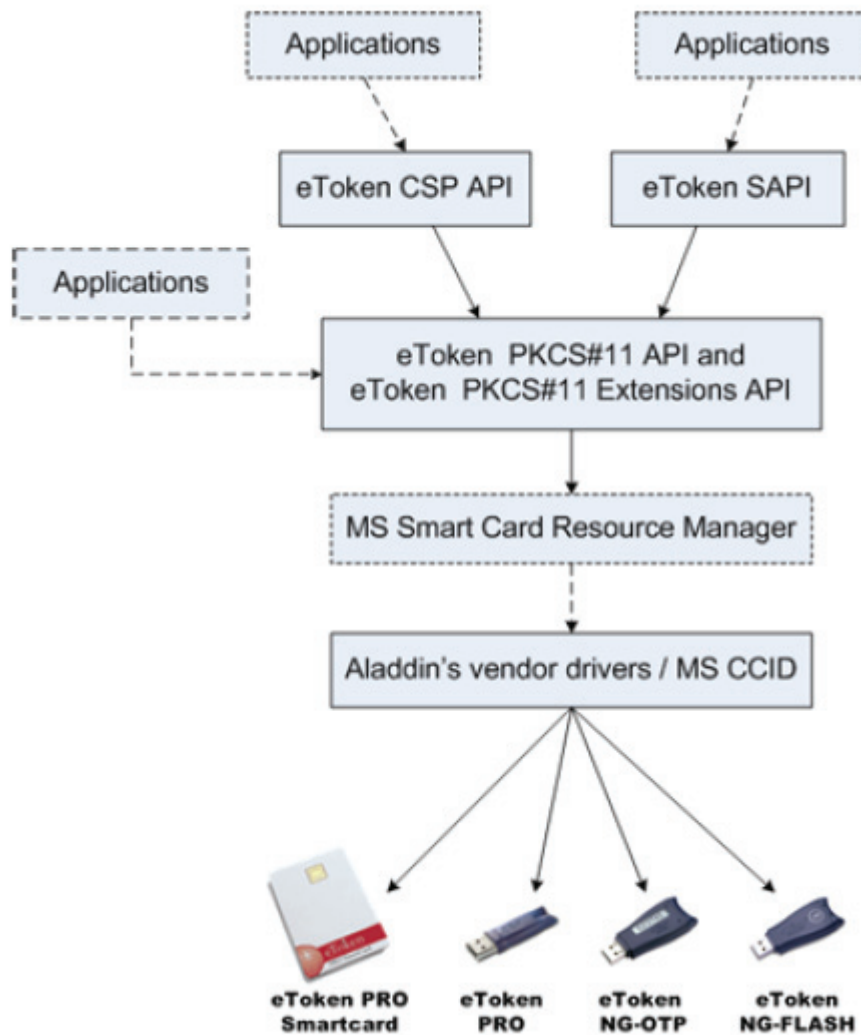 Applications
Applications
eToken CSP API
eToken SAPI
Applications
eToken PKCS#11 API and
eToken PKCS#11 Extensions API
MS Smart Card Resource Manager
Aladdin's vendor drivers / MS CCID
eToken
eToken PRO
Smartcard
eToken
PRO
eToken
NG-OTP
eToken
NG-FLASH